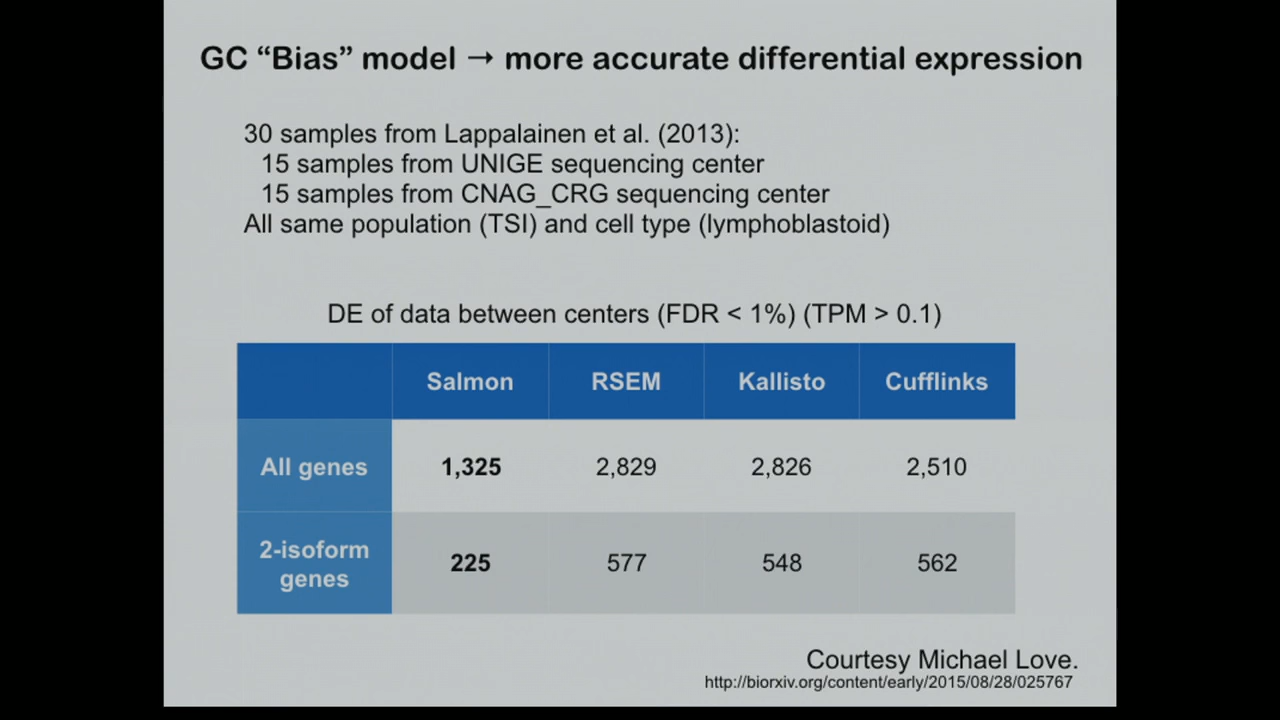 GC “Bias” model → more accurate differential expression
30 samples from Lappalainen et al. (2013):
15 samples from UNIGE sequencing center
15 samples from CNAG_CRG sequencing center
All same population (TSI) and cell type (lymphoblastoid)
DE of data between centers (FDR < 1%) (TPM > 0.1)
Salmon RSEM Kallisto Cufflinks
All genes 1,325 2,829 2,826 2,510
2-isoform
genes 225 577 548 562
Courtesy Michael Love.
http://biorxiv.org/content/early/2015/08/28/025767